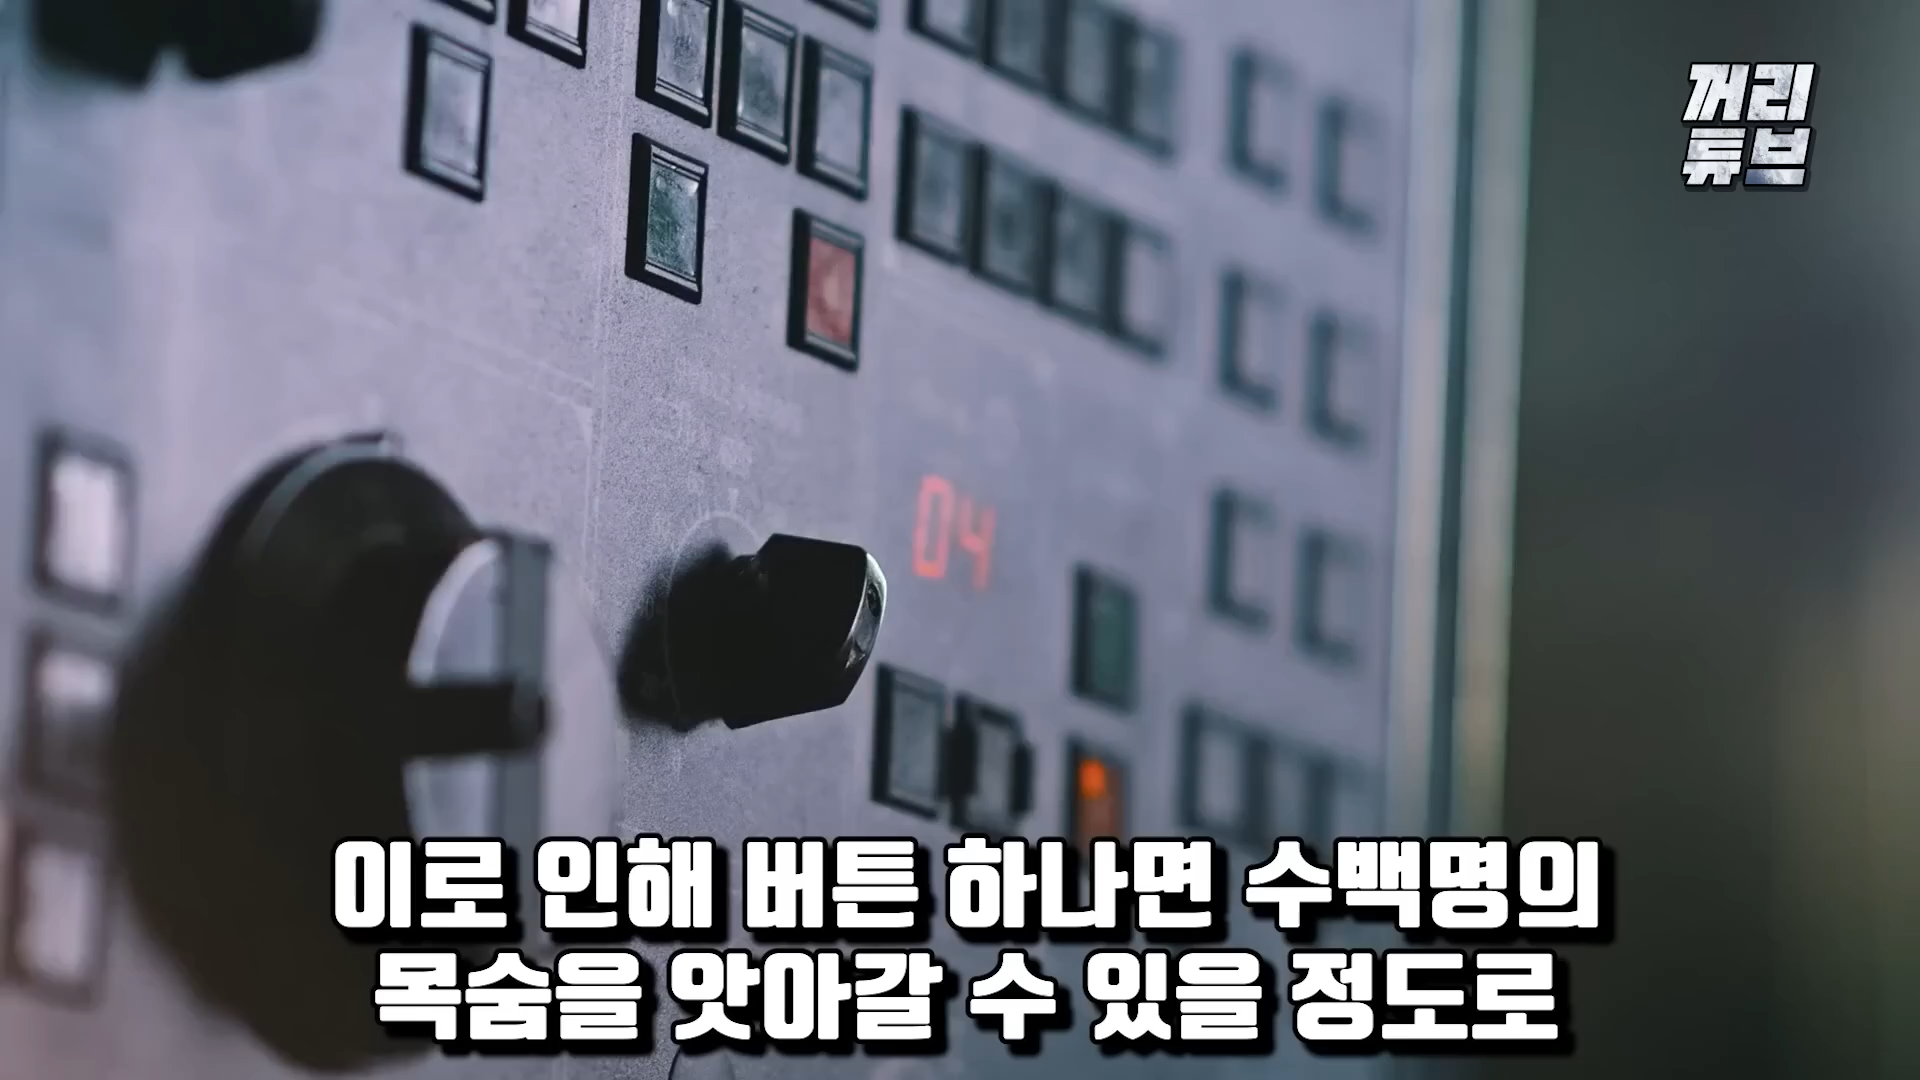 꺼리
튜브
04
이로 인해 버튼 하나면 수백명의
목숨을 앗아갈 수 있을 정도로